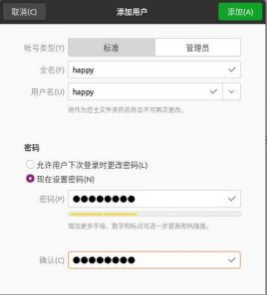 取消(C) 添加用户 添加(A)
帐号类型(T) 标准 管理员
全名(F) happy
用户名(U) happy
将作为您主文件夹的名称且不可再次更改。
密码
允许用户下次登录时更改密码(L)
现在设置密码(N)
密码(P) ●●●●●●●●
增加更多字母、数字和标点可进一步提高密码强度。
确认(C) ●●●●●●●●